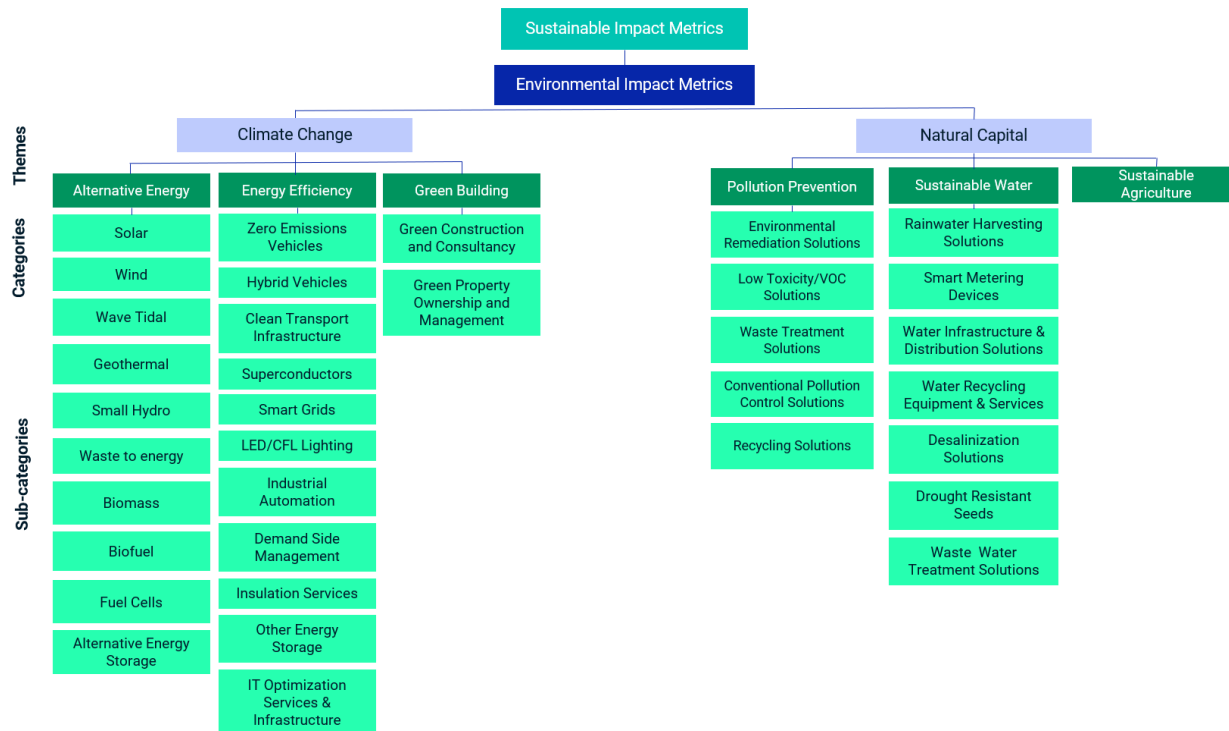 Sustainable Impact Metrics
Environmental Impact Metrics
Themes
Categories
Sub-categories
Climate Change
Natural Capital
Alternative Energy
Solar
Wind
Wave Tidal
Geothermal
Small Hydro
Waste to energy
Biomass
Biofuel
Fuel Cells
Alternative Energy
Storage
Energy Efficiency
Zero Emissions
Vehicles
Hybrid Vehicles
Clean Transport
Infrastructure
Superconductors
Smart Grids
LED/CFL Lighting
Industrial
Automation
Demand Side
Management
Insulation Services
Other Energy
Storage
IT Optimization
Services &
Infrastructure
Green Building
Green Construction
and Consultancy
Green Property
Ownership and
Management
Pollution Prevention
Environmental
Remediation Solutions
Low Toxicity/VOC
Solutions
Waste Treatment
Solutions
Conventional Pollution
Control Solutions
Recycling Solutions
Sustainable Water
Rainwater Harvesting
Solutions
Smart Metering
Devices
Water Infrastructure &
Distribution Solutions
Water Recycling
Equipment & Services
Desalinization
Solutions
Drought Resistant
Seeds
Waste Water
Treatment Solutions
Sustainable
Agriculture